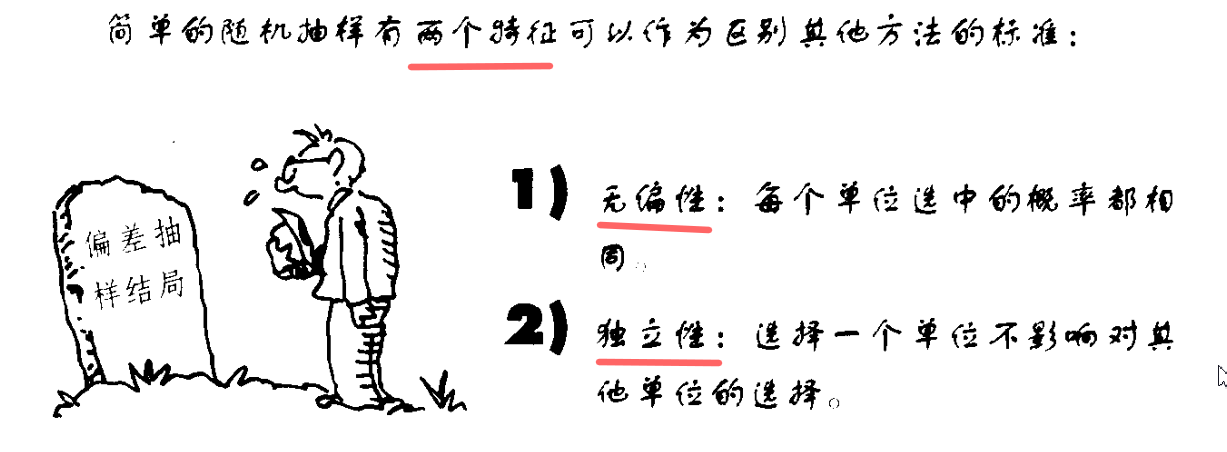 简单的随机抽样有两个特征可以作为区别其他方法的标准：
偏差抽
样结局
1) 无偏性：每个单位选中的概率都相
同。
2) 独立性：选择一个单位不影响对其
他单位的选择。